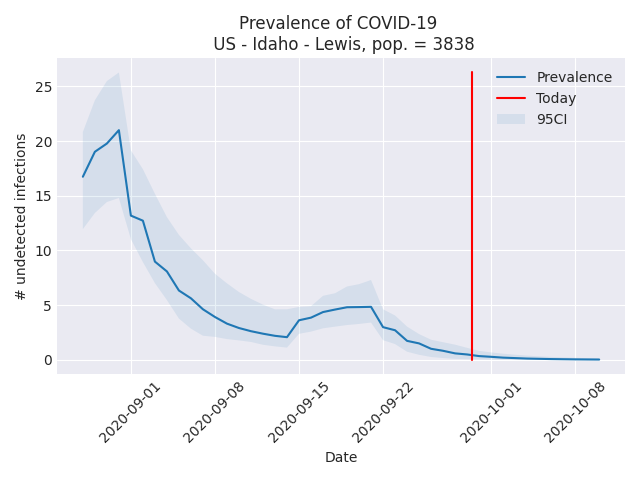 Prevalence of COVID-19
US - Idaho - Lewis, pop. = 3838
# undetected infections
25
20
15
10
5
0
Prevalence
Today
95CI
2020-09-01
2020-09-08
2020-09-15
2020-09-22
2020-10-01
2020-10-08
Date